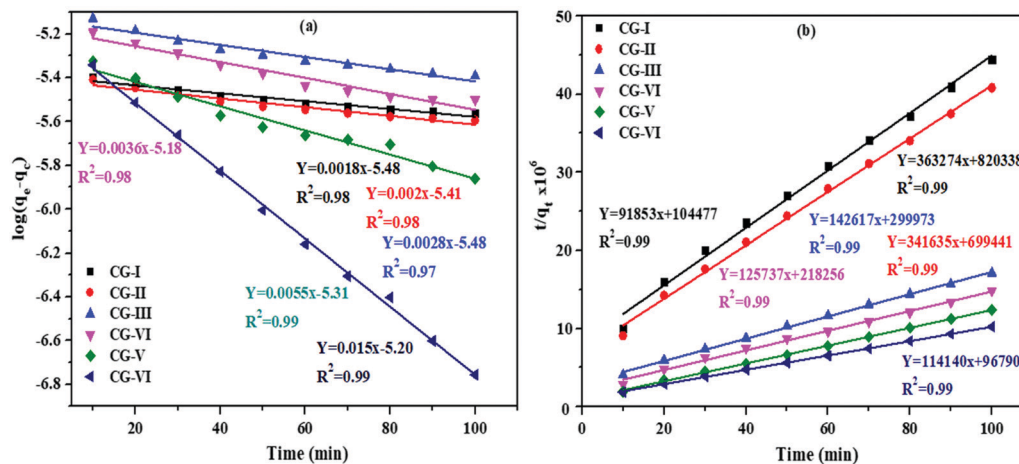 (a)
-5.2
-5.4
-5.6
-5.8
-6.0
-6.2
-6.4
-6.6
-6.8
log(q_e-q_c)
Y=0.0036x-5.18
R²=0.98
Y=0.0018x-5.48
R²=0.98
Y=0.002x-5.41
R²=0.98
Y=0.0028x-5.48
R²=0.97
Y=0.0055x-5.31
R²=0.99
Y=0.015x-5.20
R²=0.99
CG-I
CG-II
CG-III
CG-VI
CG-V
CG-VI
0 20 40 60 80 100
Time (min)
(b)
50
40
30
20
10
0
t/q_t x10⁶
CG-I
CG-II
CG-III
CG-VI
CG-V
CG-VI
Y=363274x+820338
R²=0.99
Y=91853x+104477
R²=0.99
Y=142617x+299973
R²=0.99
Y=341635x+699441
R²=0.99
Y=125737x+218256
R²=0.99
Y=114140x+96790
R²=0.99
20 40 60 80 100
Time (min)